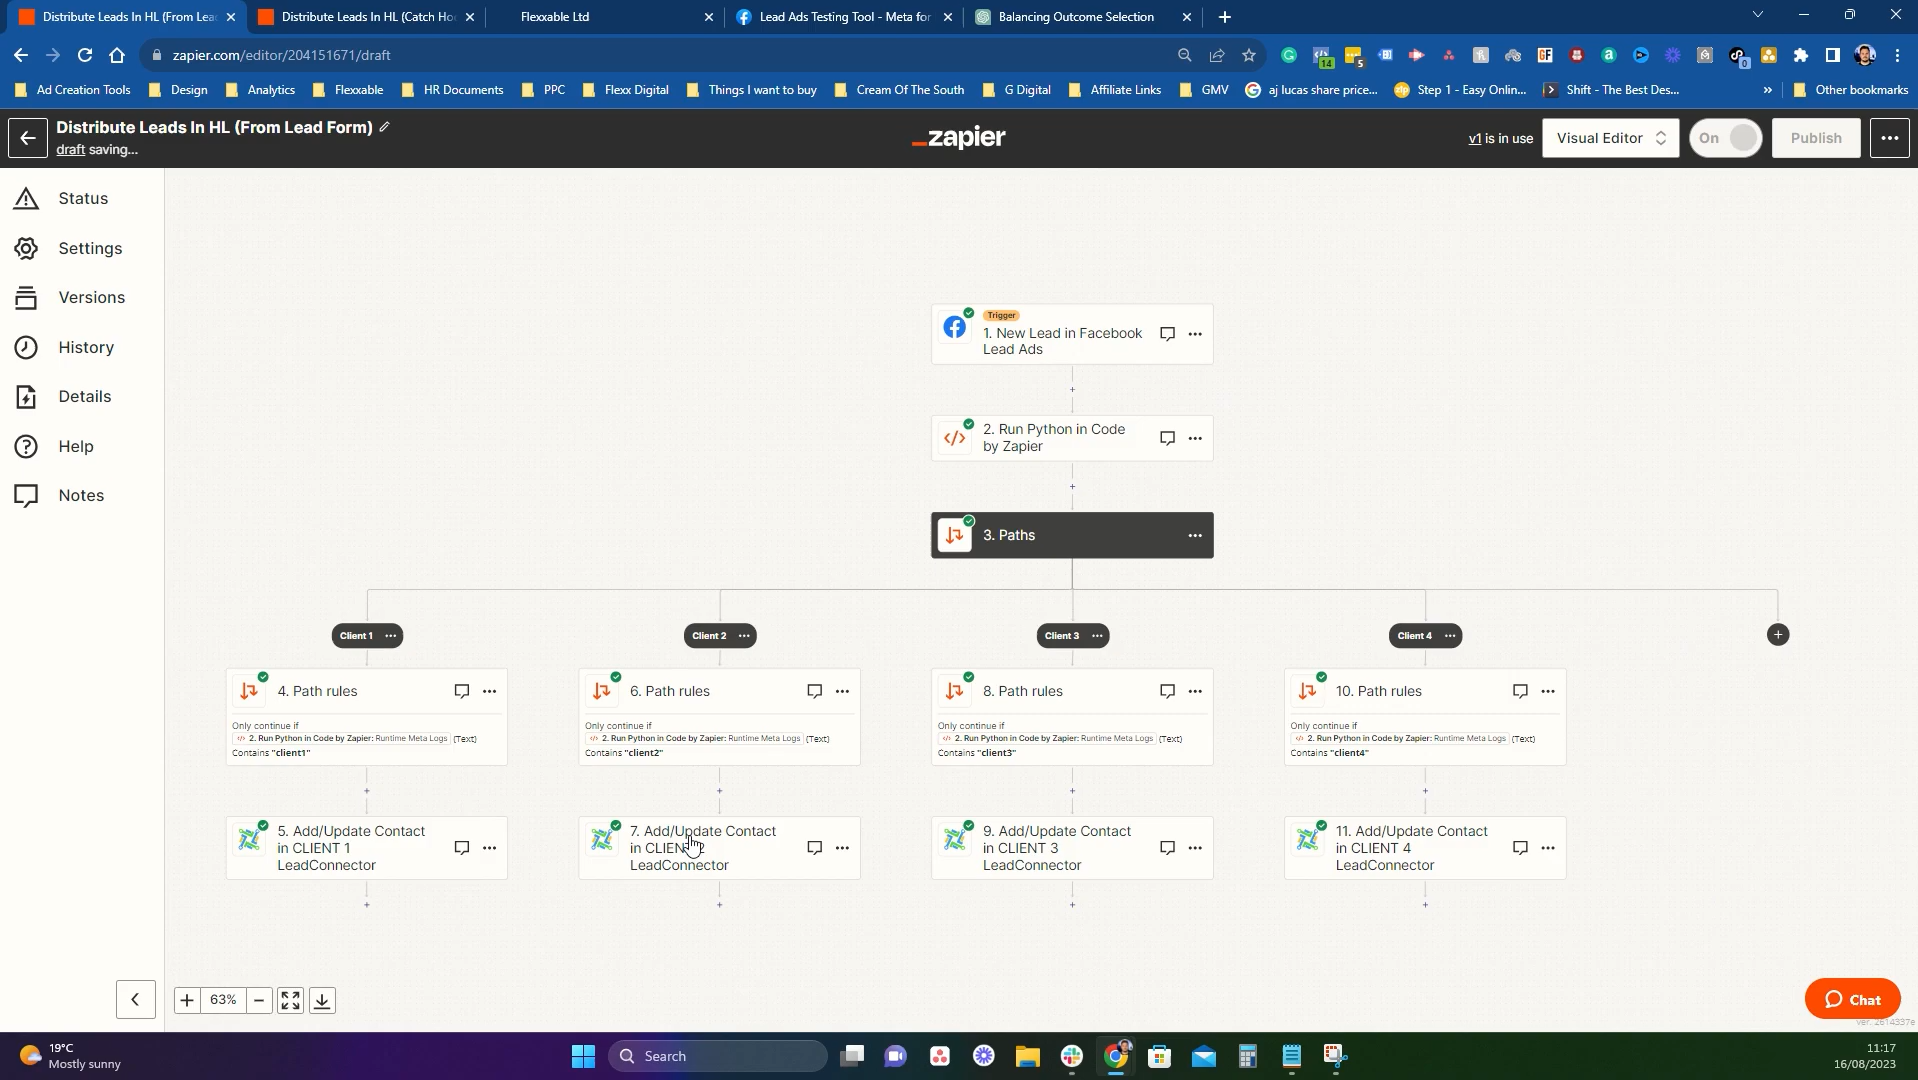 Distribute Leads In HL (From Lea
Distribute Leads In HL (Catch Ho
Flexxable Ltd
Lead Ads Testing Tool - Meta for
Balancing Outcome Selection
zapier.com/editor/204151671/draft
14
5
0
Ad Creation Tools
Design
Analytics
Flexxable
HR Documents
PPC
Flexx Digital
Things I want to buy
Cream Of The South
G Digital
Affiliate Links
GMV
aj lucas share price...
Step 1 - Easy Onlin...
Shift - The Best Des...
»
Other bookmarks
Distribute Leads In HL (From Lead Form)
draft saving...
_zapier
v1 is in use
Visual Editor
On
Publish
Status
Settings
Versions
History
Details
Help
Notes
Trigger
1. New Lead in Facebook
Lead Ads
2. Run Python in Code
by Zapier
3. Paths
Client 1
Client 2
Client 3
Client 4
4. Path rules
Only continue if
2. Run Python in Code by Zapier: Runtime Meta Logs (Text)
Contains "client1"
6. Path rules
Only continue if
2. Run Python in Code by Zapier: Runtime Meta Logs (Text)
Contains "client2"
8. Path rules
Only continue if
2. Run Python in Code by Zapier: Runtime Meta Logs (Text)
Contains "client3"
10. Path rules
Only continue if
2. Run Python in Code by Zapier: Runtime Meta Logs (Text)
Contains "client4"
5. Add/Update Contact
in CLIENT 1
LeadConnector
7. Add/Update Contact
in CLIENT 2
LeadConnector
9. Add/Update Contact
in CLIENT 3
LeadConnector
11. Add/Update Contact
in CLIENT 4
LeadConnector
63%
Chat
ver. 2614337e
19°C
Mostly sunny
Search
11:17
16/08/2023